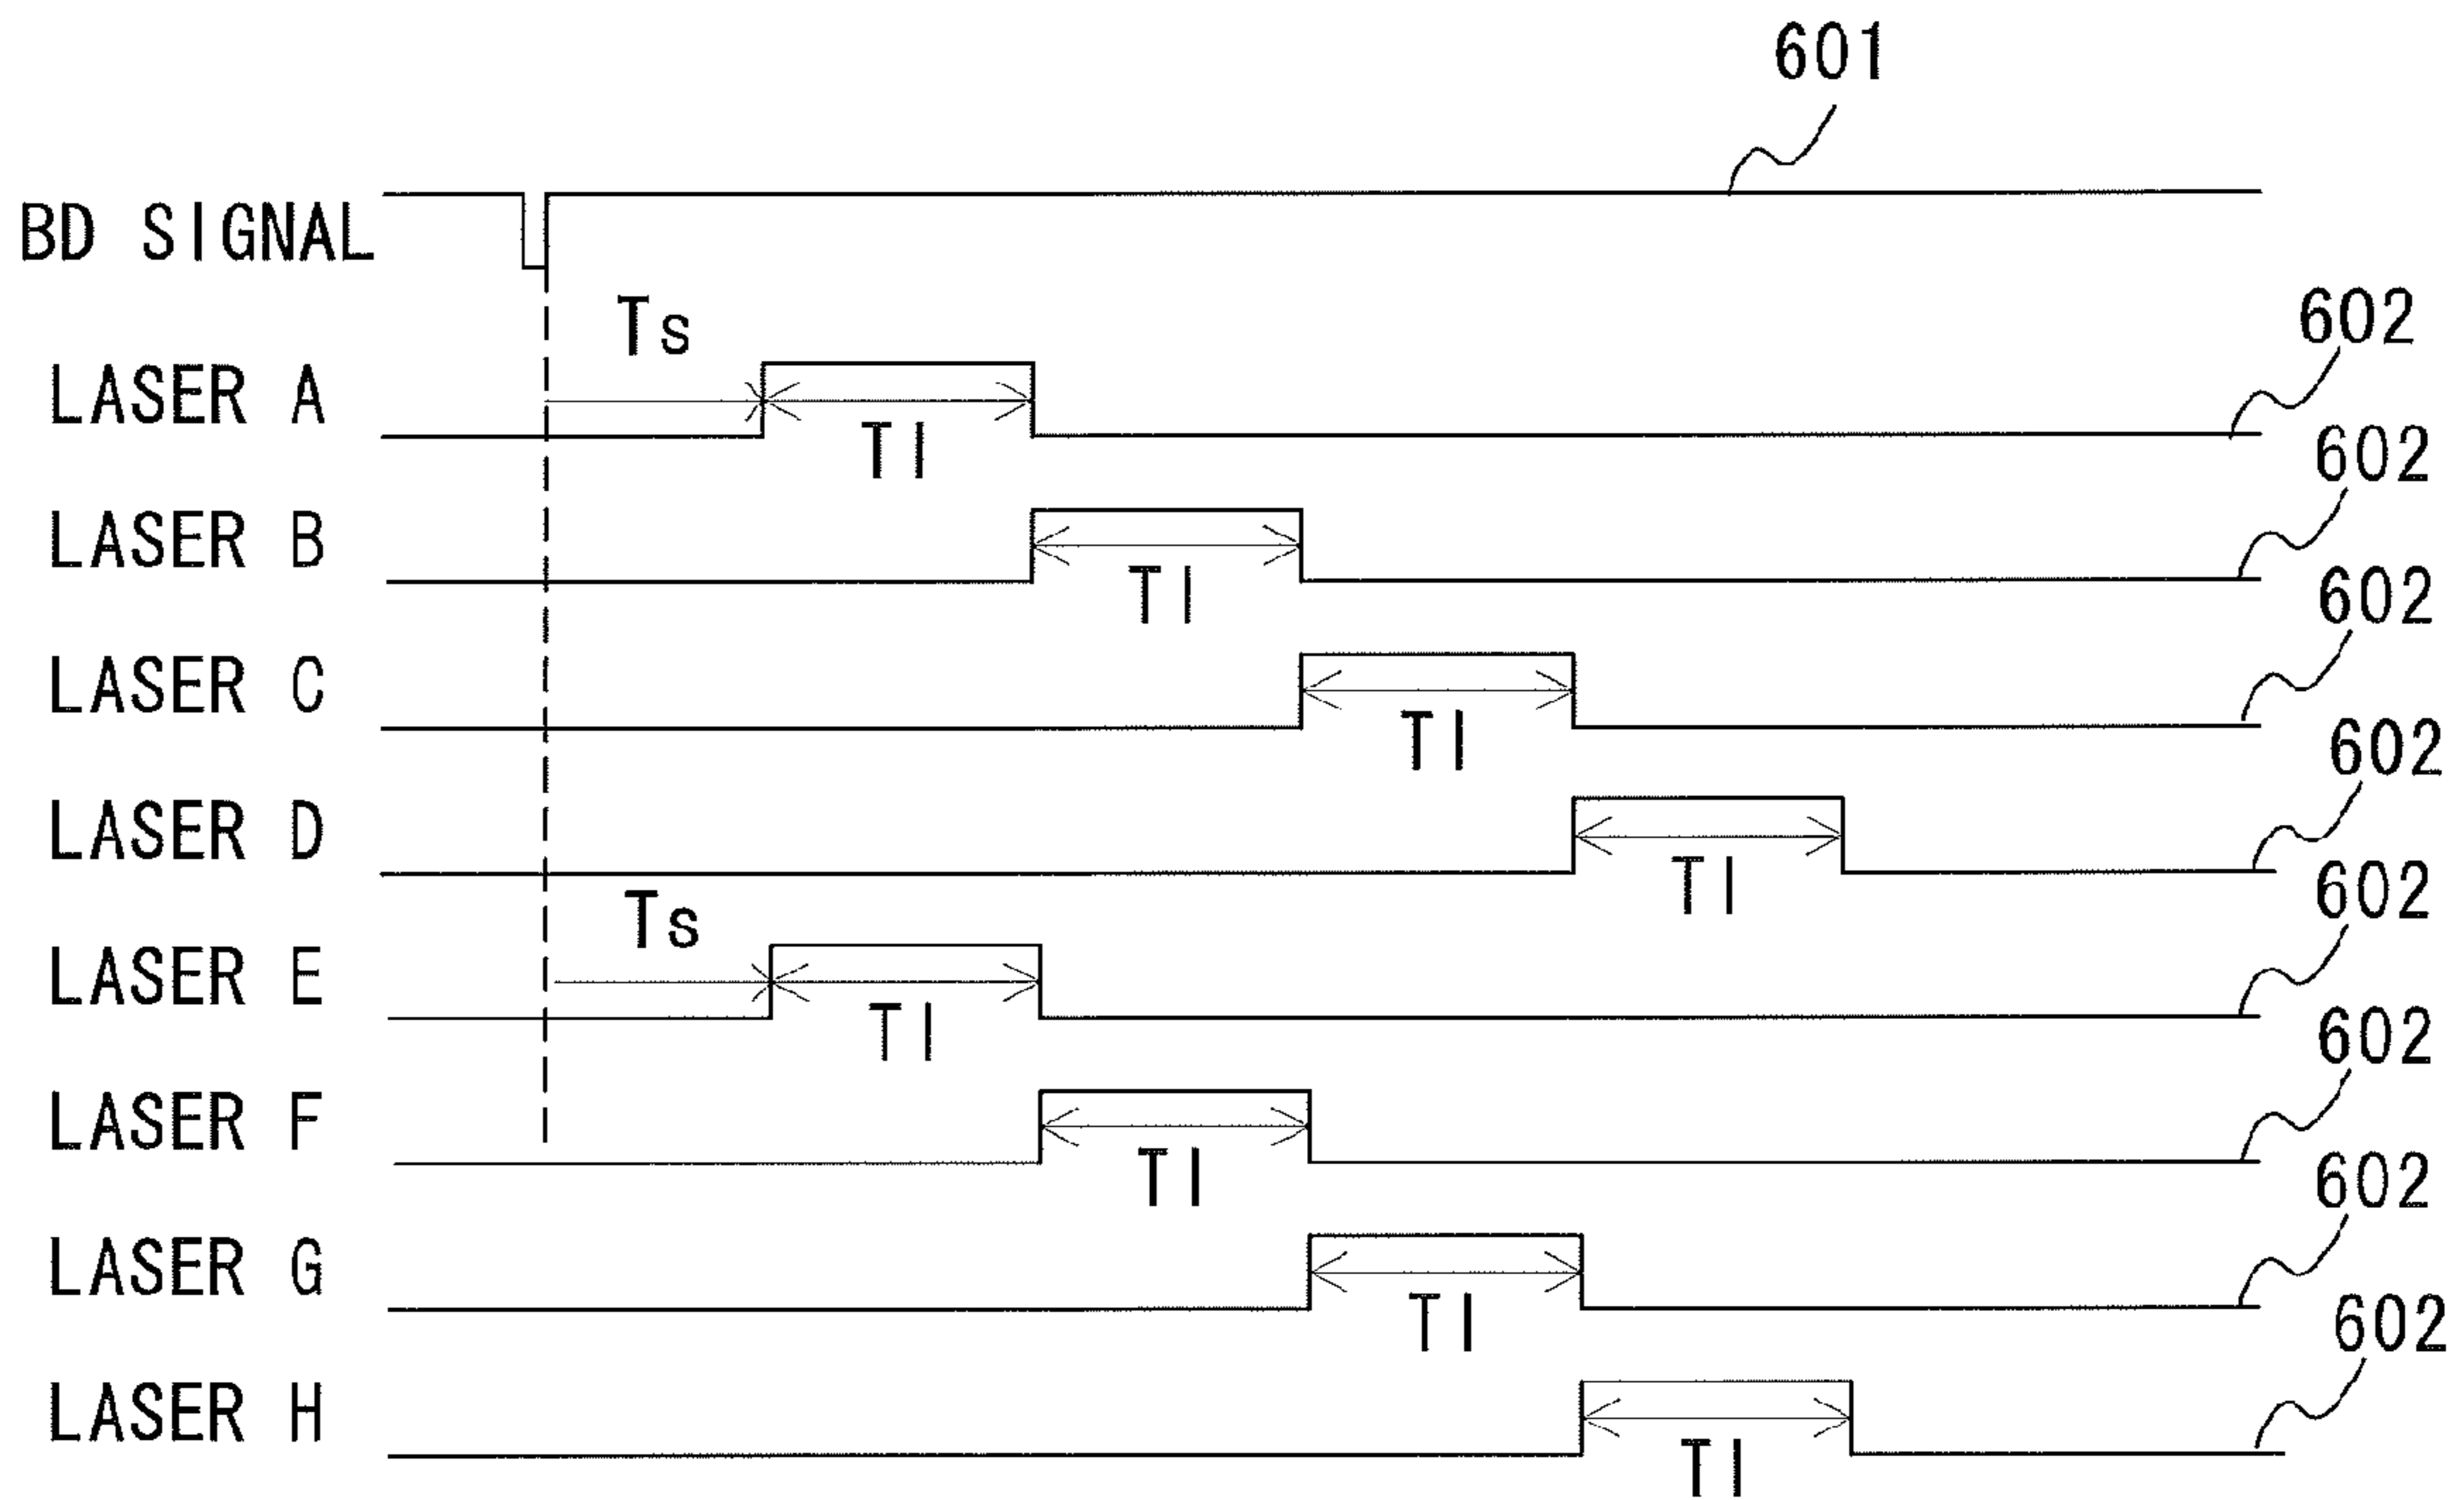 601
BD SIGNAL
Ts
602
LASER A
Tl
602
LASER B
Tl
602
LASER C
Tl
602
LASER D
Tl
602
Ts
LASER E
Tl
602
LASER F
Tl
602
LASER G
Tl
602
LASER H
Tl